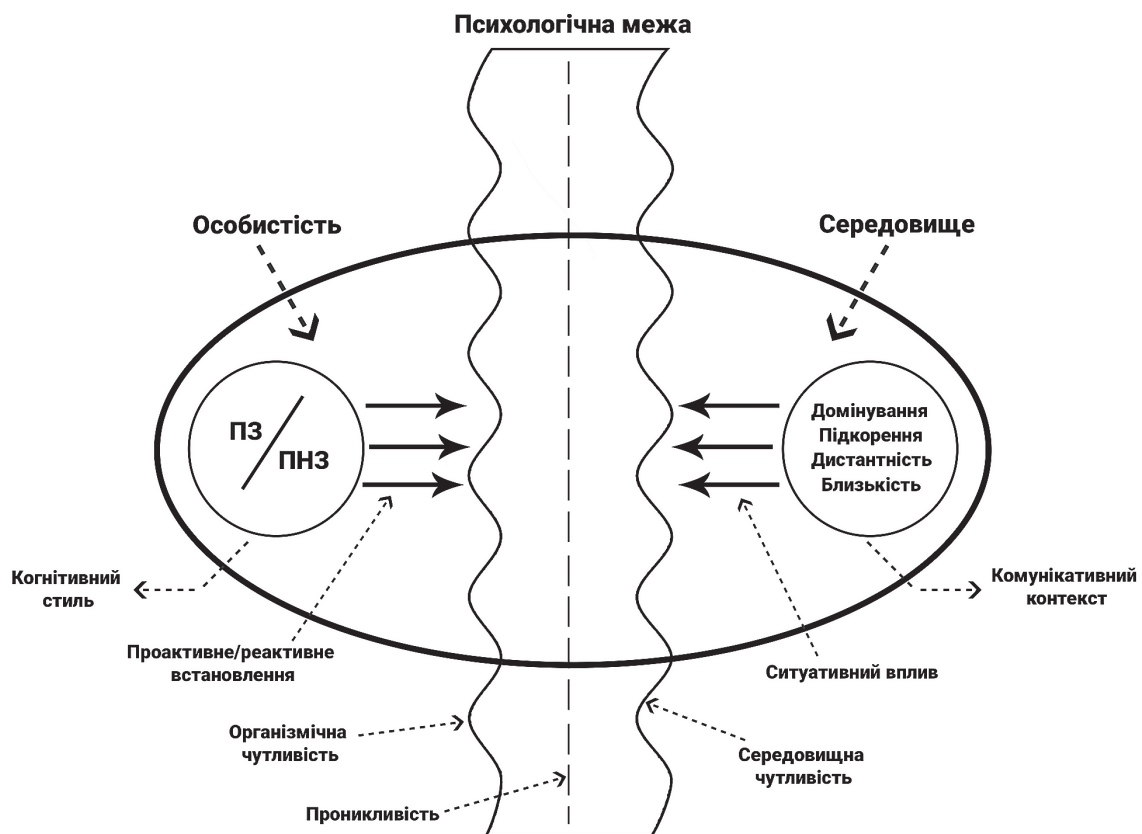 Психологічна межа
Особистість
Середовище
ПЗ
ПНЗ
Домінування
Підкорення
Дистантність
Близькість
Когнітивний
стиль
Комунікативний
контекст
Проактивне/реактивне
встановлення
Ситуативний вплив
Організмічна
чутливість
Середовищна
чутливість
Проникливість